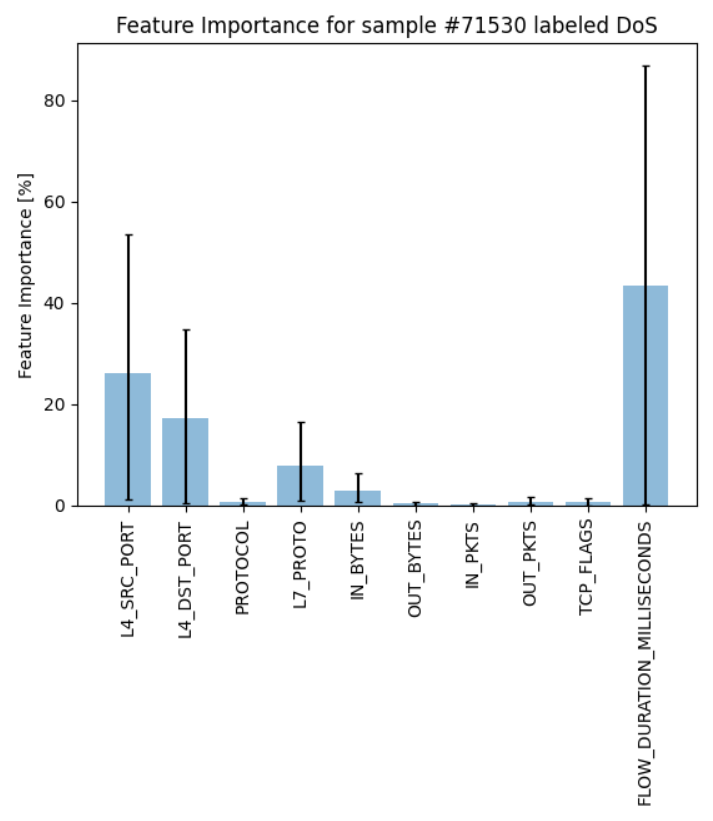 Feature Importance for sample #71530 labeled DoS
Feature Importance [%]
80
60
40
20
0
L4_SRC_PORT
L4_DST_PORT
PROTOCOL
L7_PROTO
IN_BYTES
OUT_BYTES
IN_PKTS
OUT_PKTS
TCP_FLAGS
FLOW_DURATION_MILLISECONDS